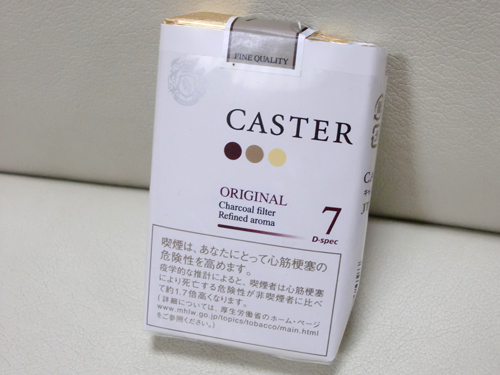 FINE QUALITY
CASTER
ORIGINAL
Charcoal filter
Refined aroma
7
D-spec
喫煙は、あなたにとって心筋梗塞の
危険性を高めます。
疫学的な推計によると、喫煙者は心筋梗塞
により死亡する危険性が非喫煙者に比べ
て約1.7倍高くなります。
(詳細については、厚生労働省のホーム・ページ
www.mhlw.go.jp/topics/tobacco/main.html
をご参照ください。)